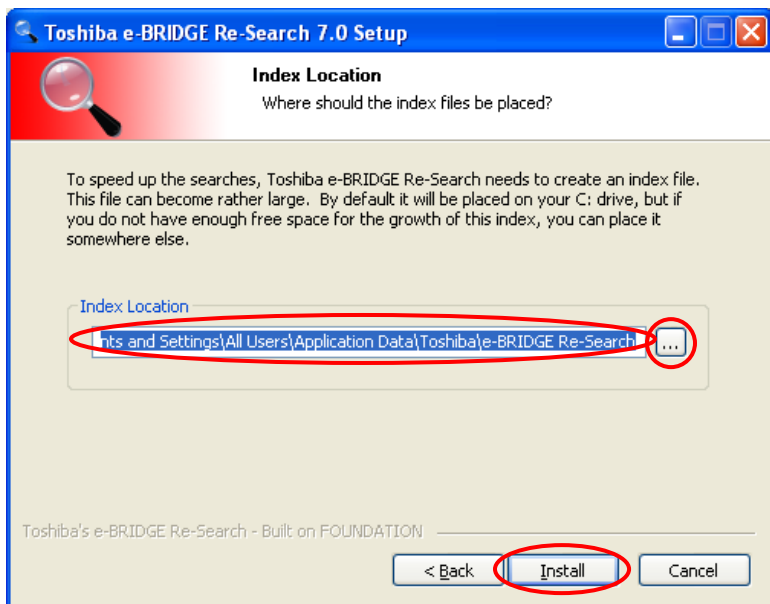 Toshiba e-BRIDGE Re-Search 7.0 Setup
Index Location
Where should the index files be placed?
To speed up the searches, Toshiba e-BRIDGE Re-Search needs to create an index file.
This file can become rather large.  By default it will be placed on your C: drive, but if
you do not have enough free space for the growth of this index, you can place it
somewhere else.
Index Location
nts and Settings\All Users\Application Data\Toshiba\e-BRIDGE Re-Search
...
Toshiba's e-BRIDGE Re-Search - Built on FOUNDATION
< Back
Install
Cancel